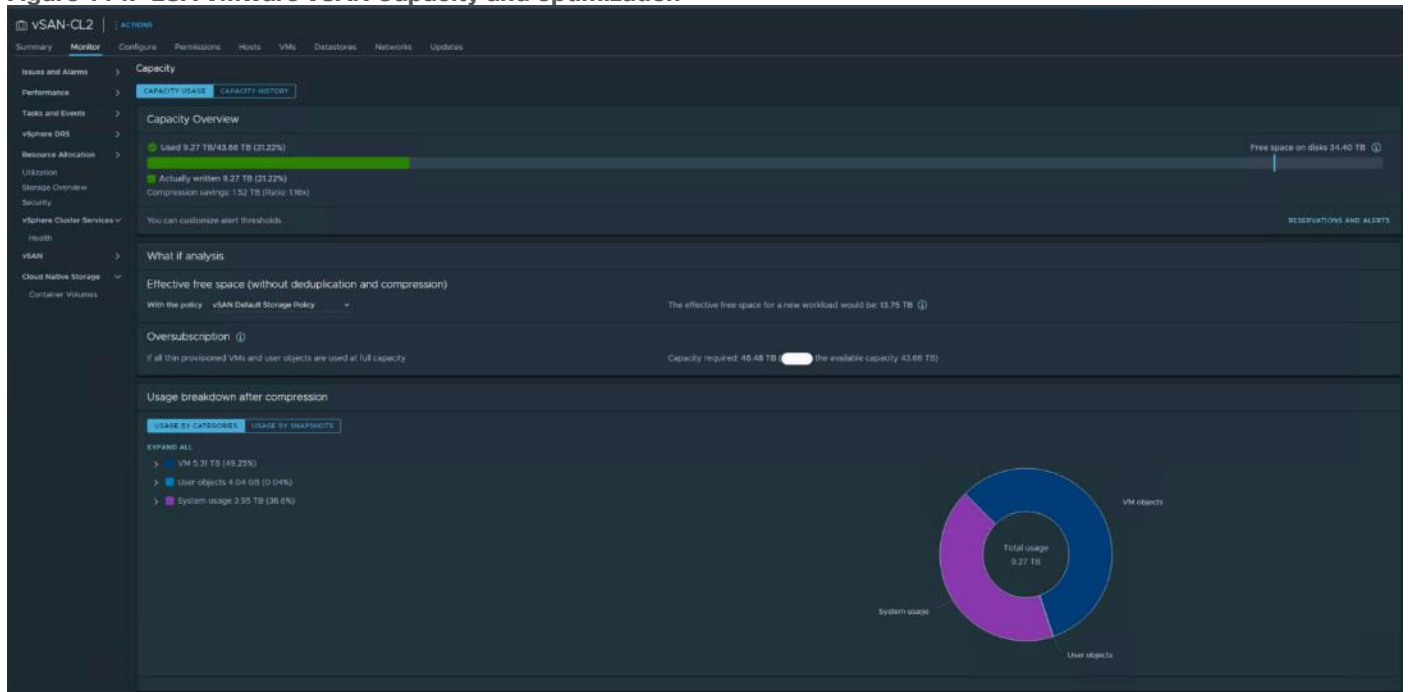 vSAN-CL2 ACTIONS
Summary Monitor Configure Permissions Hosts VMs Datastores Networks Updates
Issues and Alarms
Performance
Tasks and Events
vSphere DRS
Resource Allocation
Utilization
Storage Overview
Security
vSphere Cluster Services
Health
vSAN
Cloud Native Storage
Container Volumes
Capacity
CAPACITY USAGE CAPACITY HISTORY
Capacity Overview
Used 9.27 TB/43.66 TB (21.22%) Free space on disks 34.40 TB
Actually written 9.27 TB (21.22%)
Compression savings: 1.52 TB (Ratio: 1.16x)
You can customize alert thresholds RESERVATIONS AND ALERTS
What if analysis
Effective free space (without deduplication and compression)
With the policy vSAN Default Storage Policy The effective free space for a new workload would be: 13.75 TB
Oversubscription
If all thin provisioned VMs and user objects are used at full capacity Capacity required: 46.48 TB ( the available capacity 43.66 TB)
Usage breakdown after compression
USAGE BY CATEGORIES USAGE BY SNAPSHOTS
EXPAND ALL
VM 5.31 TB (49.25%)
User objects 4.04 GB (0.04%)
System usage 3.95 TB (36.6%)
VM objects
Total usage
9.27 TB
System usage
User objects